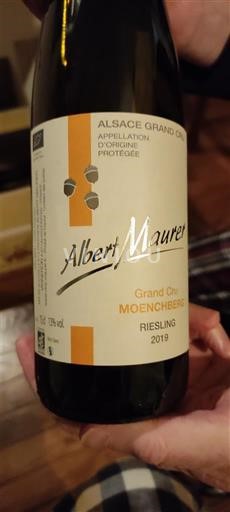 ALSACE GRAND CRU
APPELLATION
D'ORIGINE
PROTÉGÉE
Albert Maurer
Grand Cru
MOENCHBERG
RIESLING
2019
13% vol.